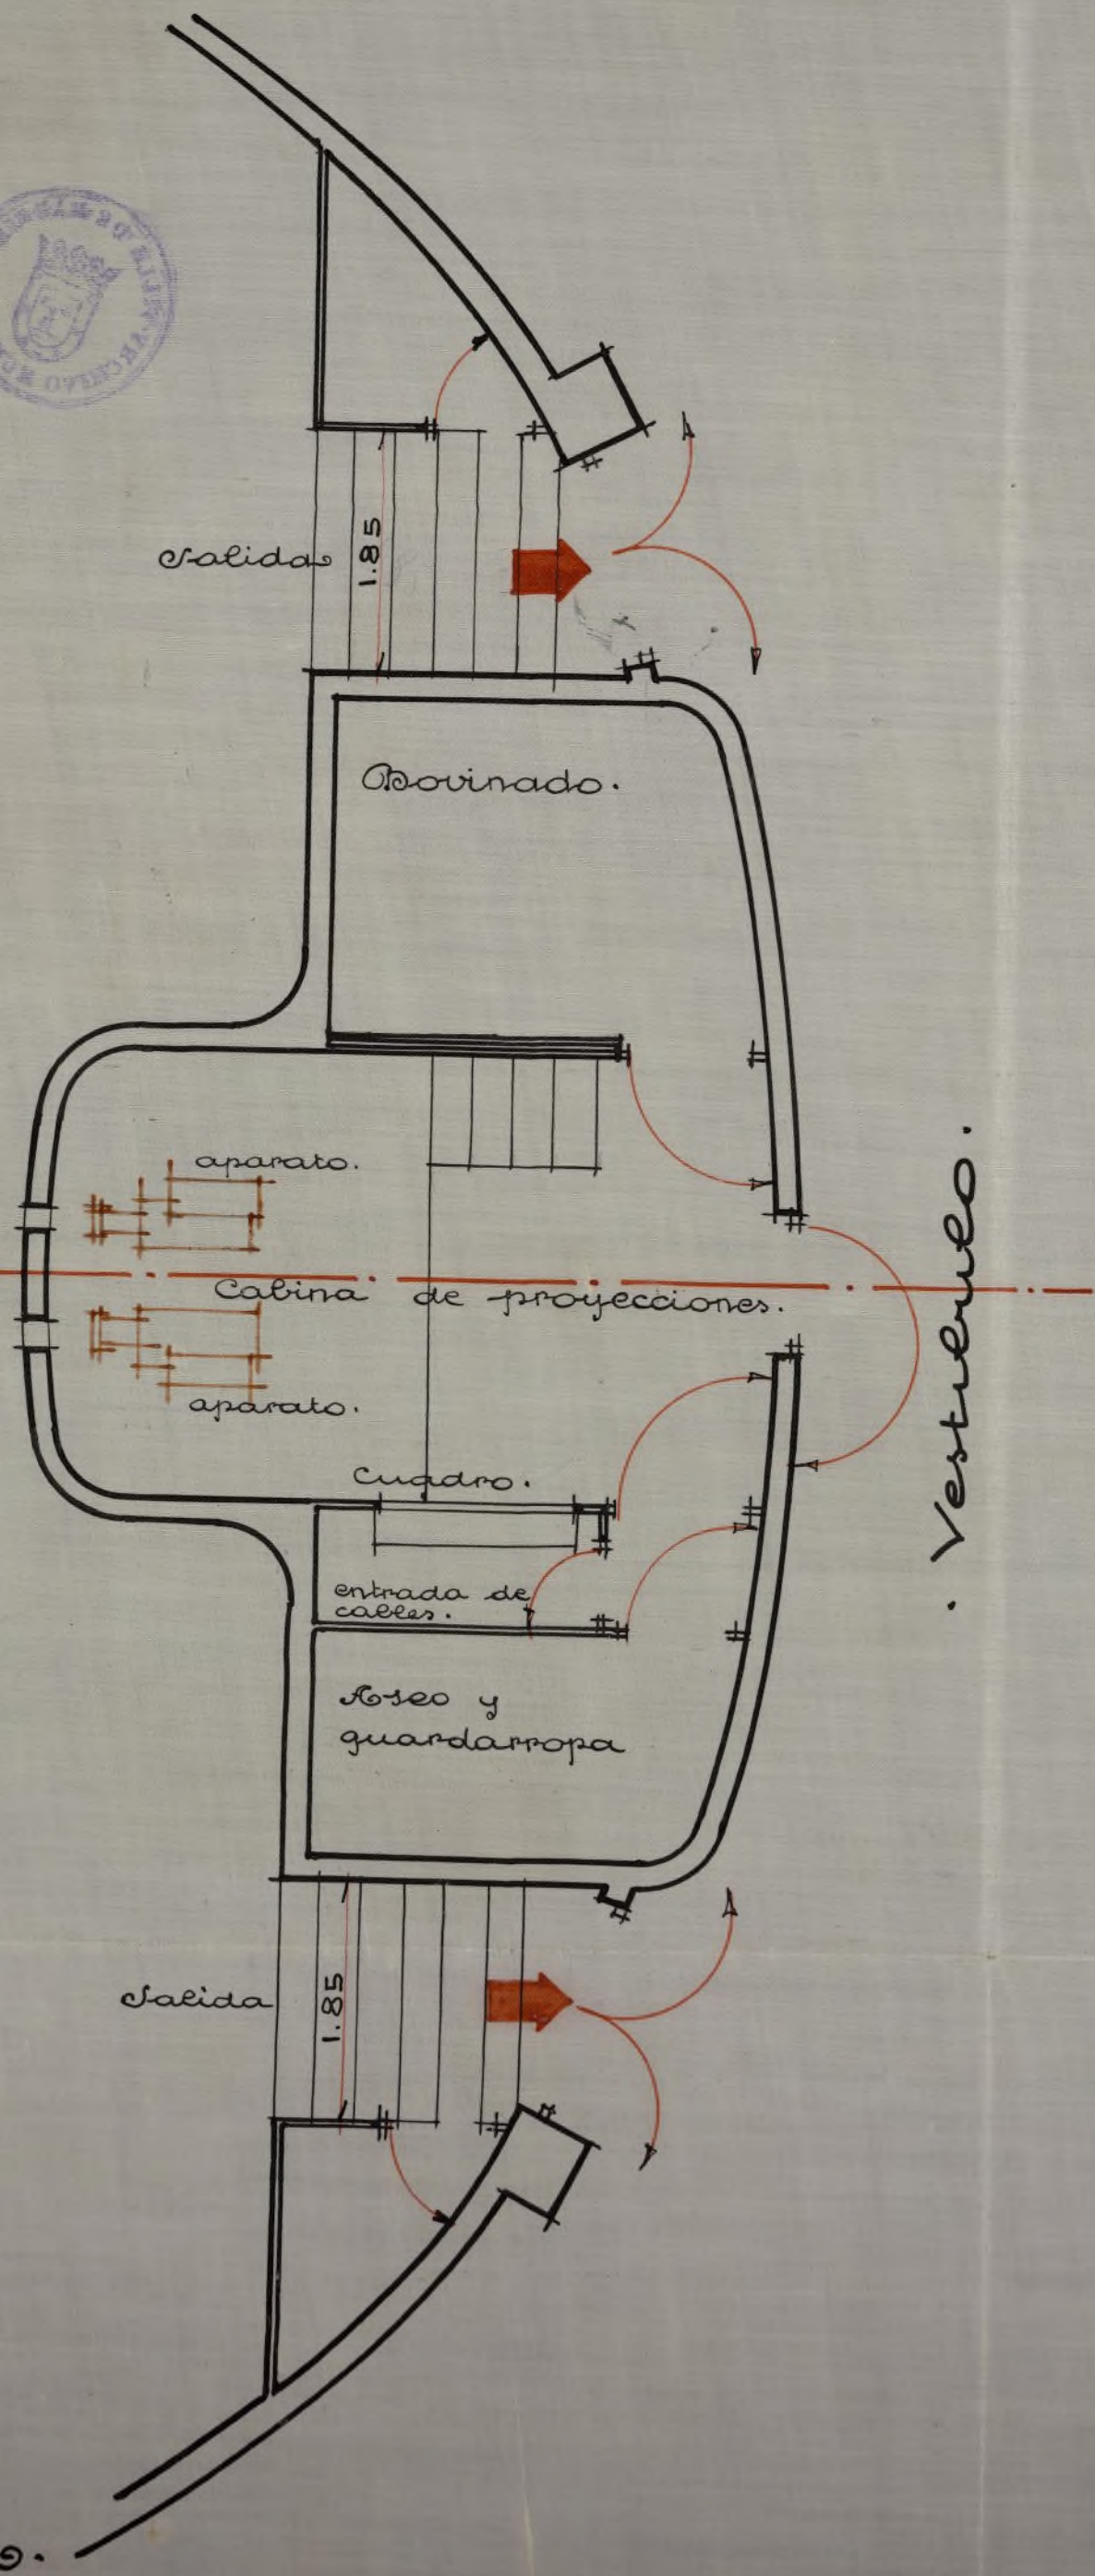 Salida
1.85
Bovinado.
aparato.
Cabina de proyecciones.
aparato.
Cuadro.
entrada de
cables.
Aseo y
guardarropa
Salida
1.85
. Vestíbulo .